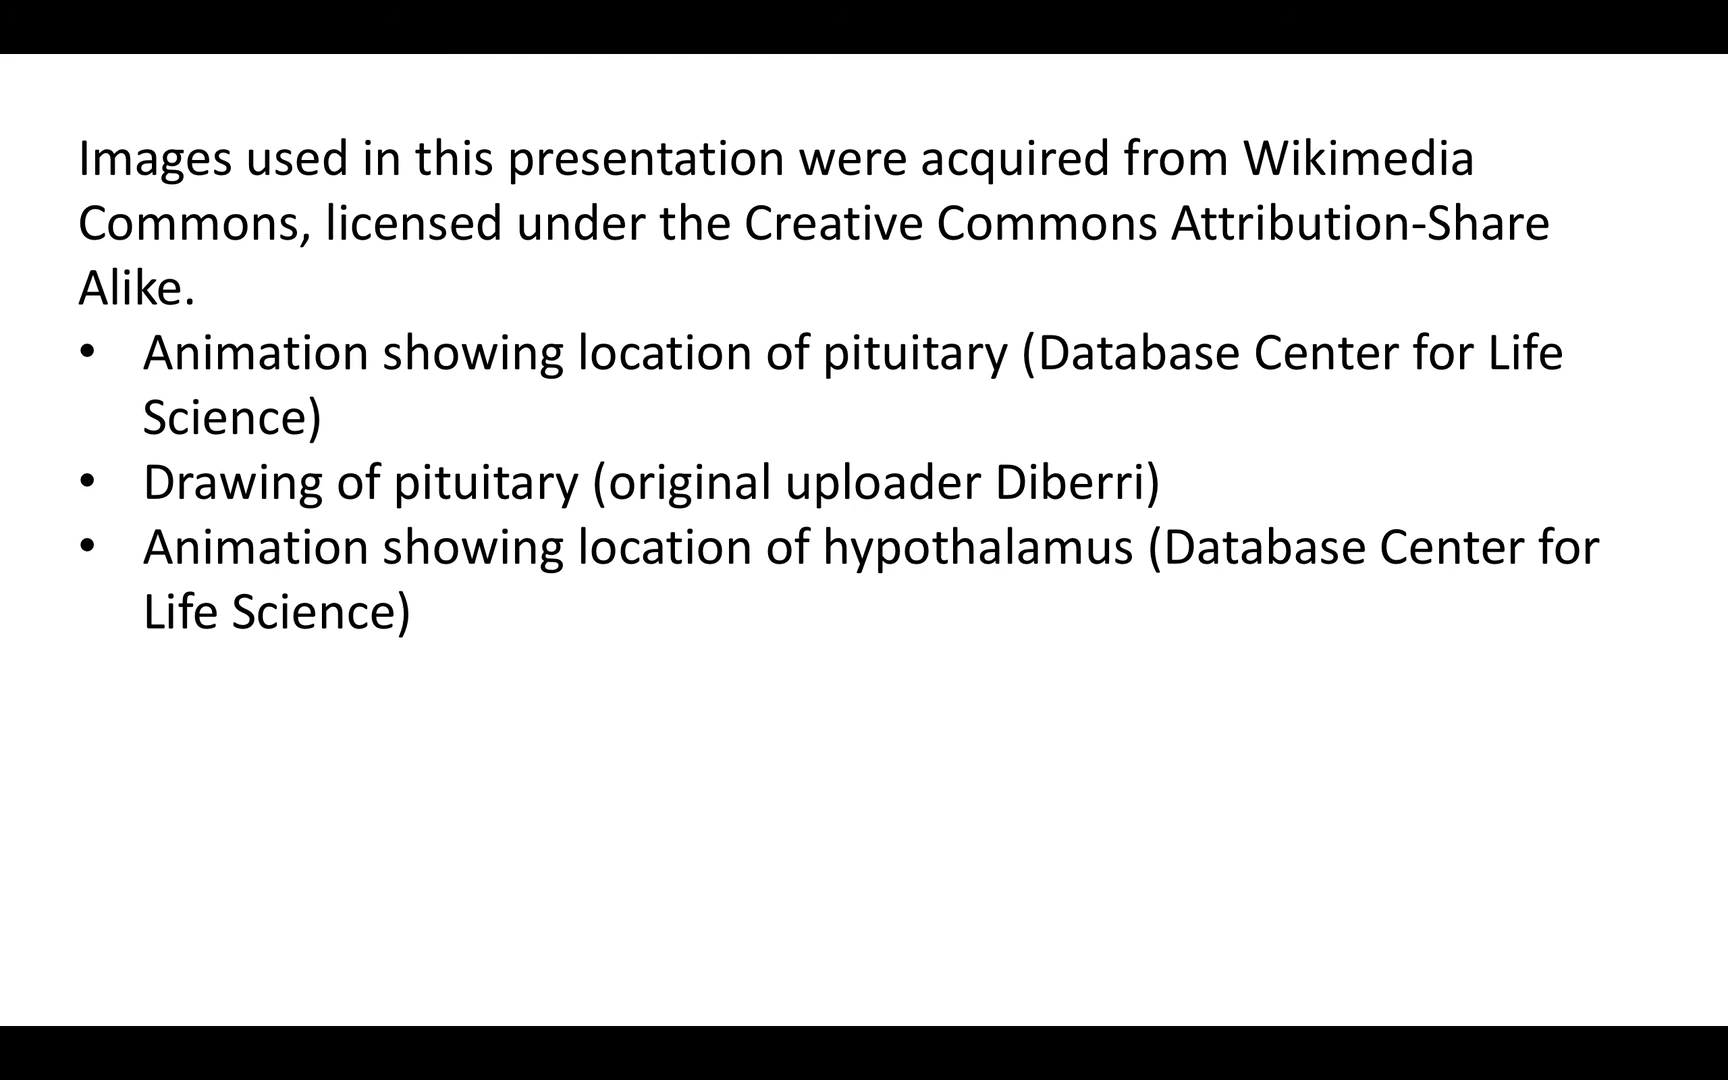 Images used in this presentation were acquired from Wikimedia
Commons, licensed under the Creative Commons Attribution-Share
Alike.
• Animation showing location of pituitary (Database Center for Life
Science)
• Drawing of pituitary (original uploader Diberri)
• Animation showing location of hypothalamus (Database Center for
Life Science)